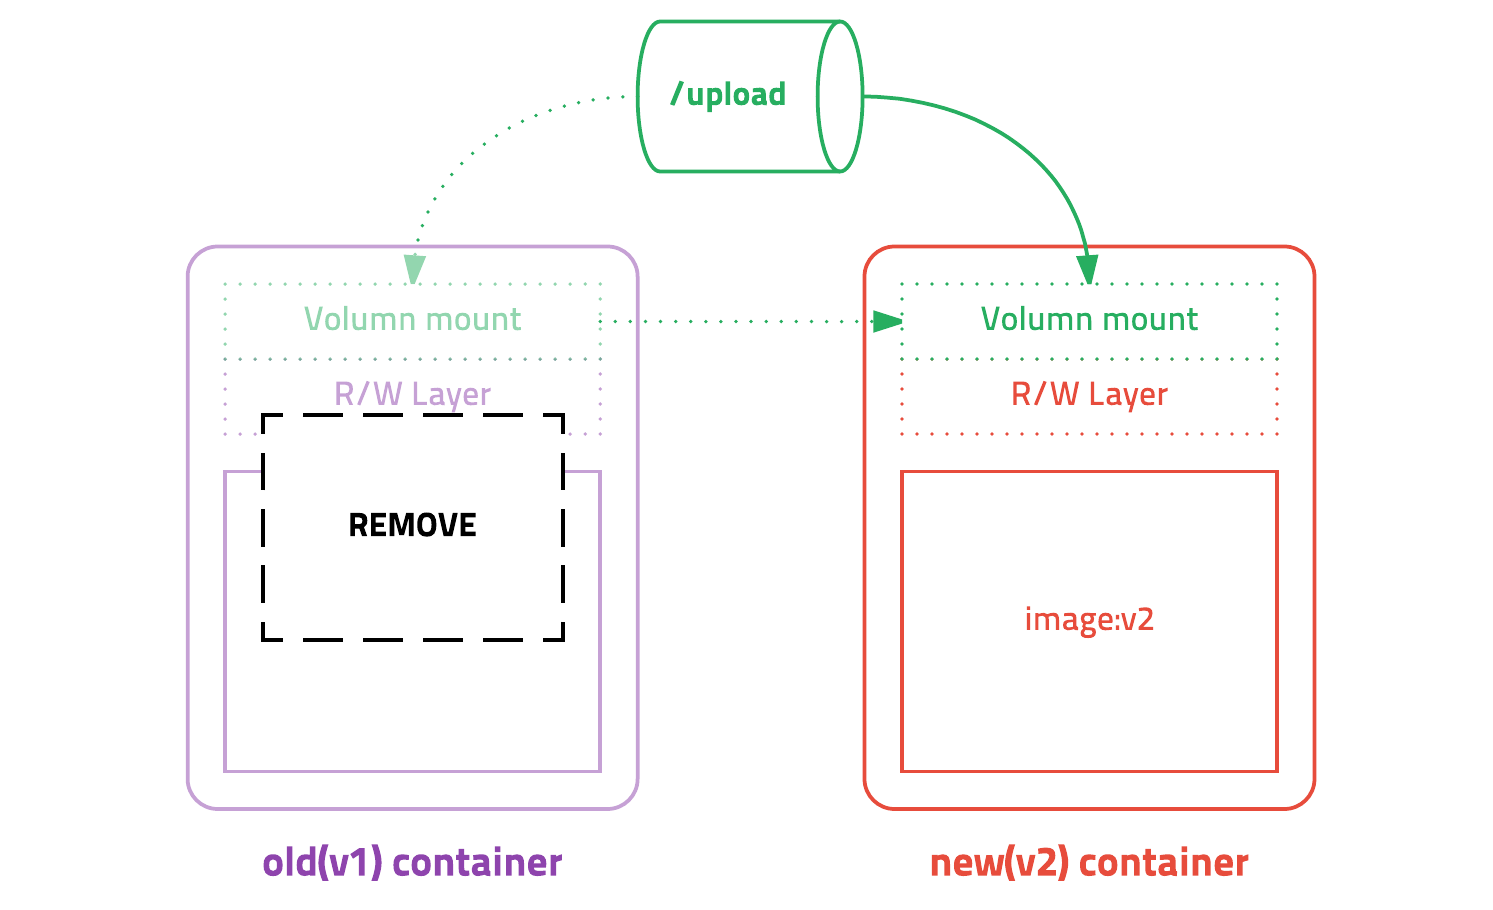 /upload
Volumn mount
R/W Layer
REMOVE
old(v1) container
Volumn mount
R/W Layer
image:v2
new(v2) container